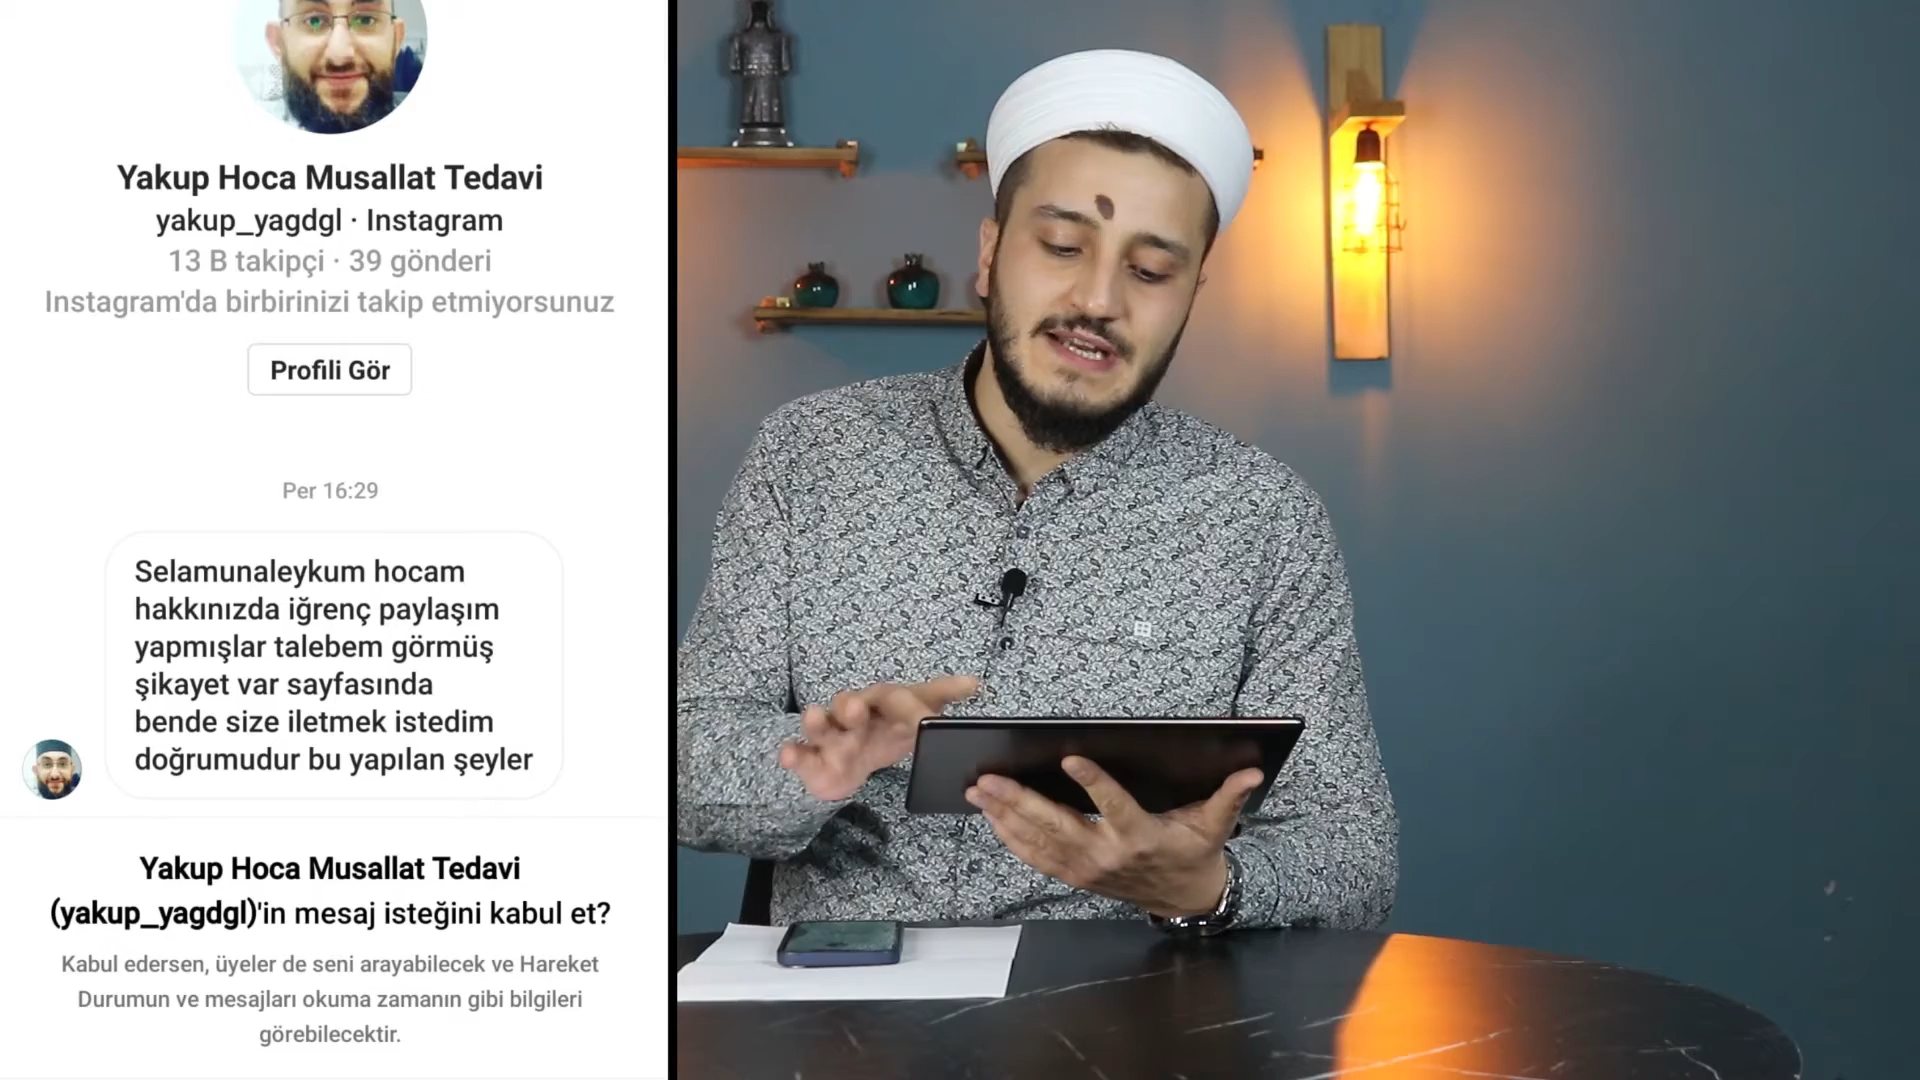 Yakup Hoca Musallat Tedavi
yakup_yagdgl · Instagram
13 B takipçi · 39 gönderi
Instagram'da birbirinizi takip etmiyorsunuz
Profili Gör
Per 16:29
Selamunaleykum hocam
hakkınızda iğrenç paylaşım
yapmışlar talebem görmüş
şikayet var sayfasında
bende size iletmek istedim
doğrumudur bu yapılan şeyler
Yakup Hoca Musallat Tedavi
(yakup_yagdgl)'in mesaj isteğini kabul et?
Kabul edersen, üyeler de seni arayabilecek ve Hareket
Durumun ve mesajları okuma zamanın gibi bilgileri
görebilecektir.